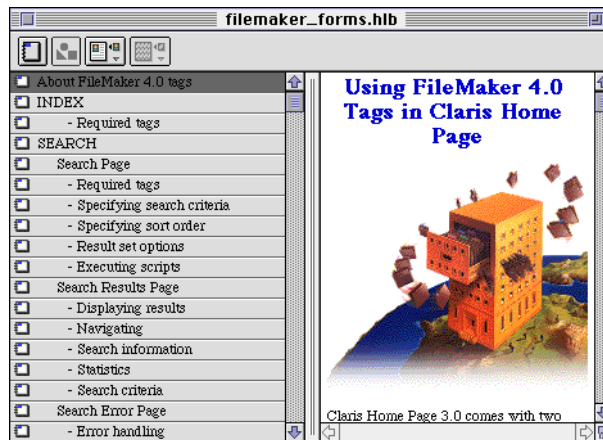 filemaker_forms.hlb
About FileMaker 4.0 tags
INDEX
- Required tags
SEARCH
Search Page
- Required tags
- Specifying search criteria
- Specifying sort order
- Result set options
- Executing scripts
Search Results Page
- Displaying results
- Navigating
- Search information
- Statistics
- Search criteria
Search Error Page
- Error handling
Using FileMaker 4.0
Tags in Claris Home
Page
Claris Home Page 3.0 comes with two